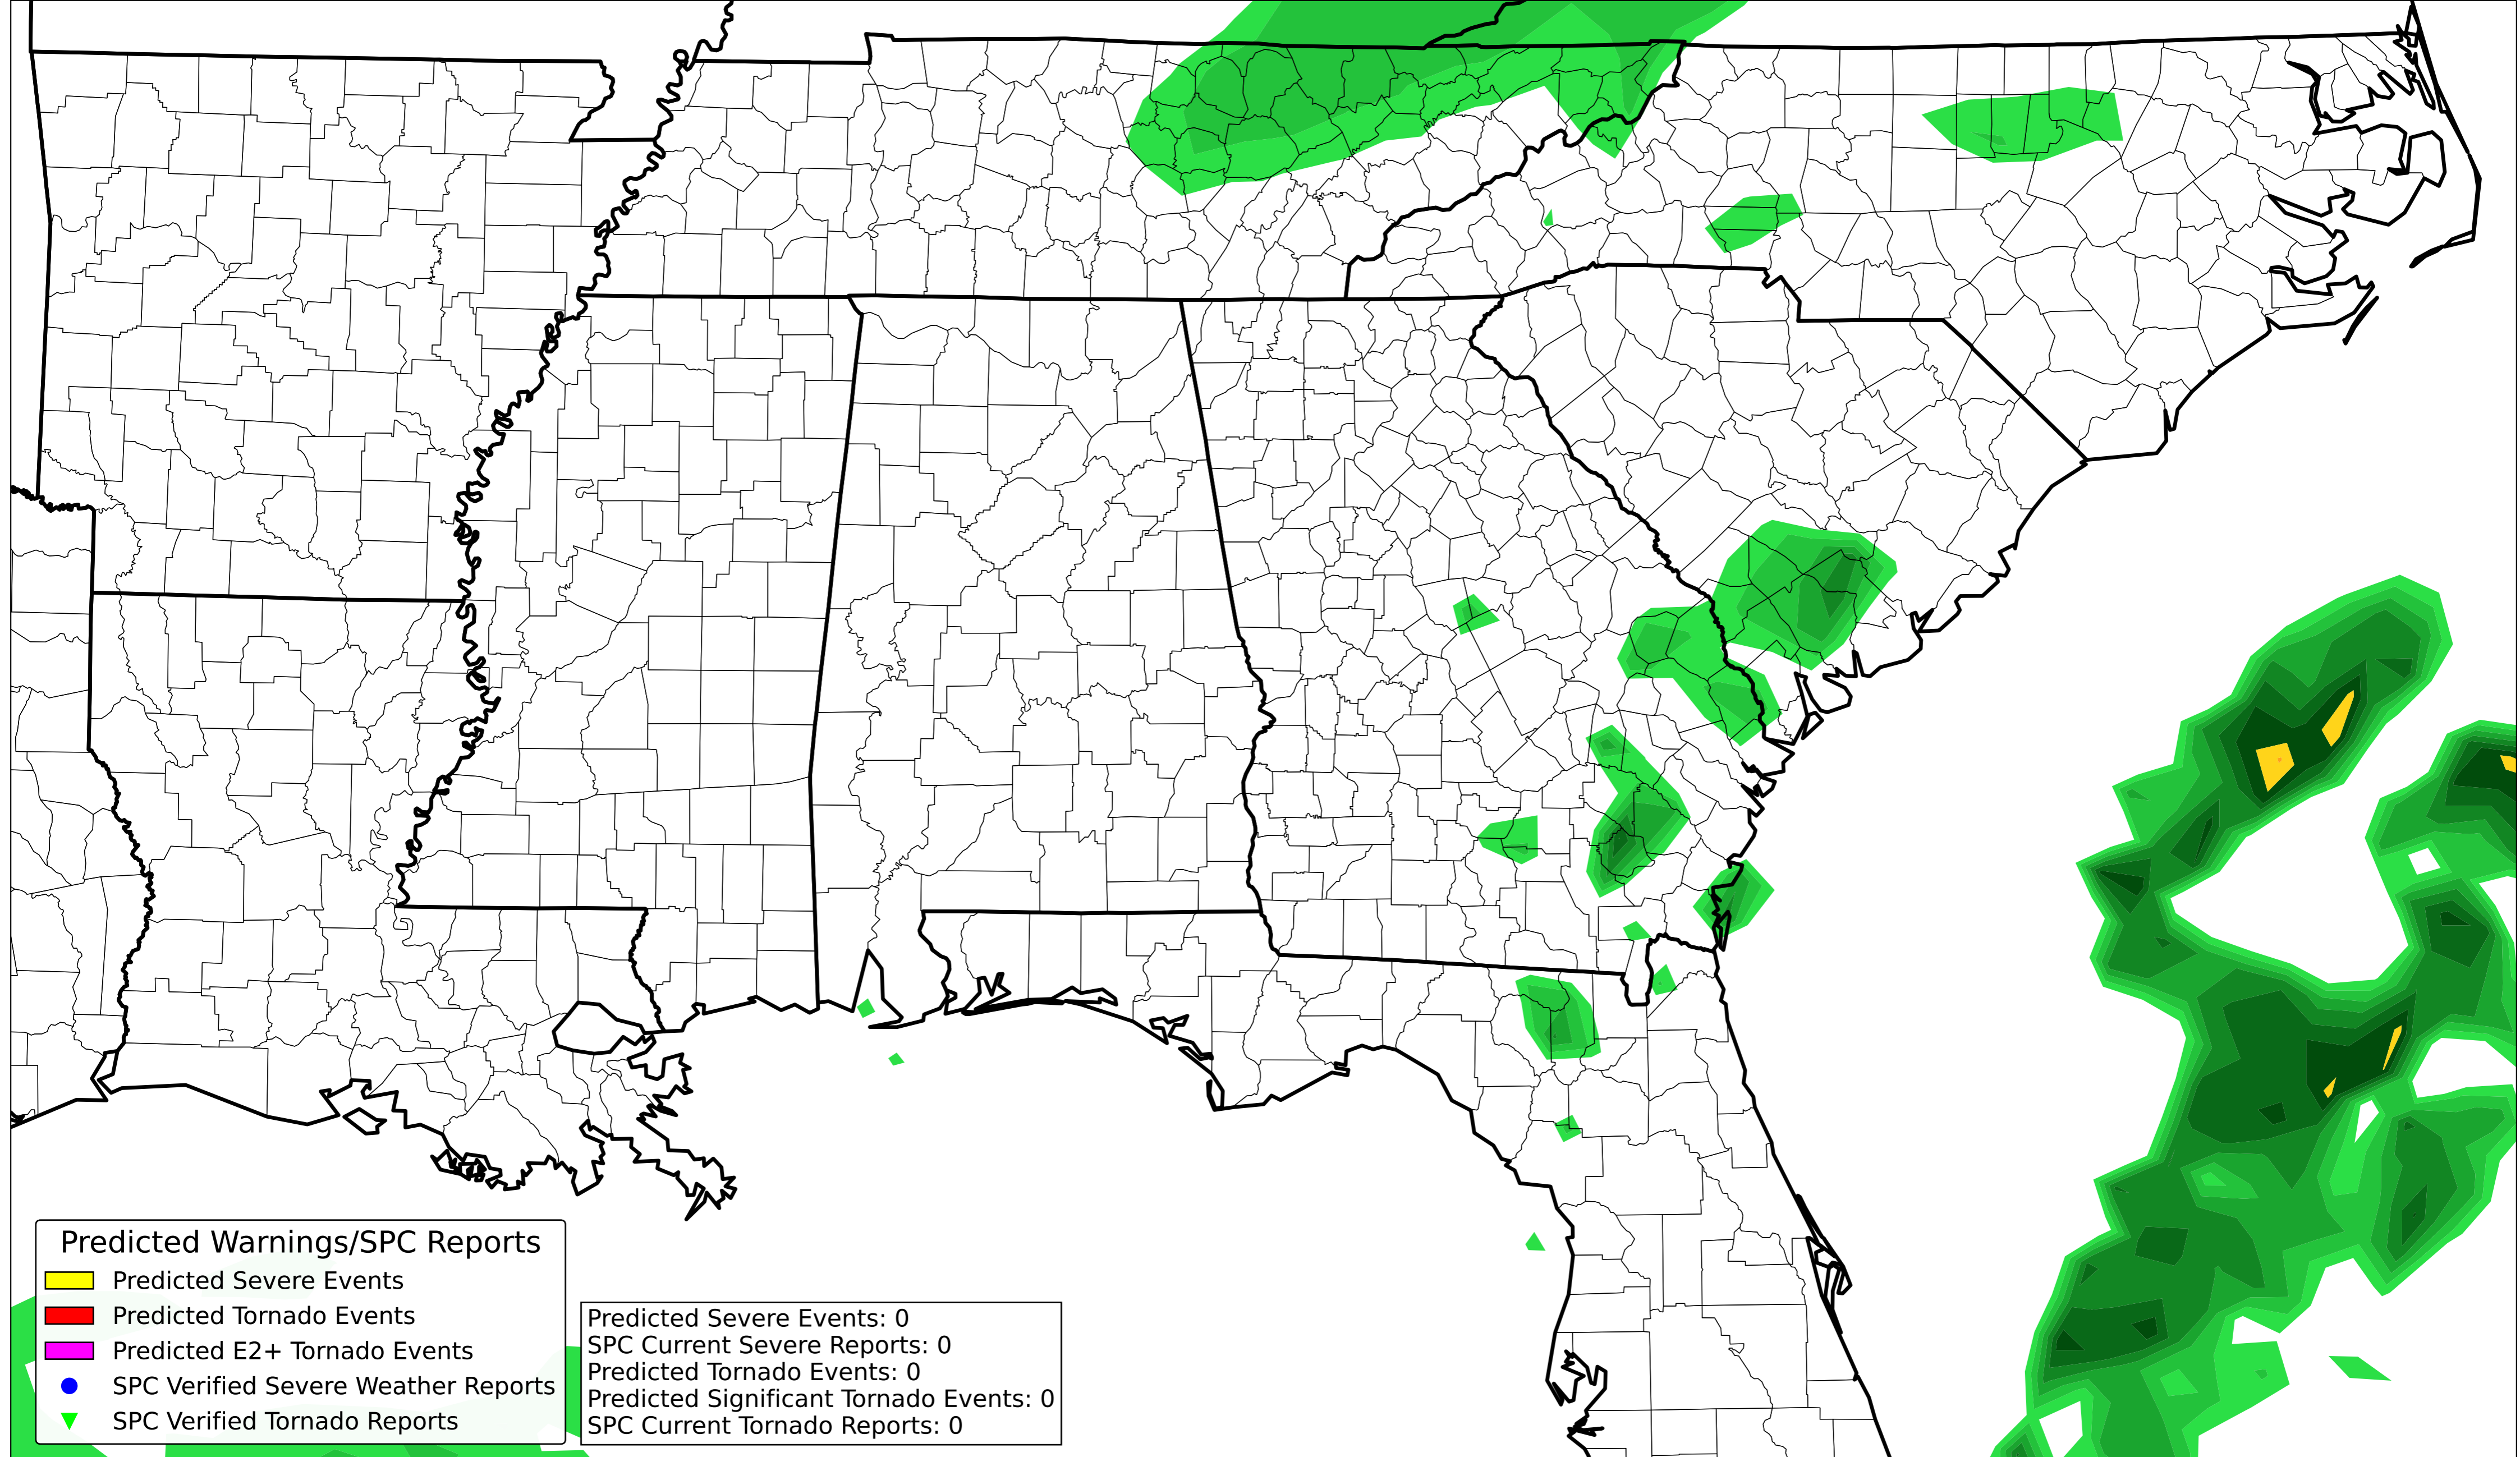 Predicted Warnings/SPC Reports
Predicted Severe Events
Predicted Tornado Events
Predicted E2+ Tornado Events
SPC Verified Severe Weather Reports
SPC Verified Tornado Reports
Predicted Severe Events: 0
SPC Current Severe Reports: 0
Predicted Tornado Events: 0
Predicted Significant Tornado Events: 0
SPC Current Tornado Reports: 0